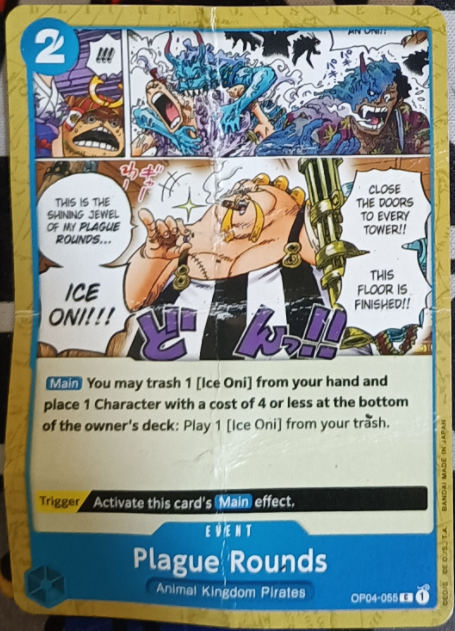 2
!!!
AN ONI!!
THIS IS THE
SHINING JEWEL
OF MY PLAGUE
ROUNDS...
CLOSE
THE DOORS
TO EVERY
TOWER!!
ICE
ONI!!!
THIS
FLOOR IS
FINISHED!!
どんっ!!
Main You may trash 1 [Ice Oni] from your hand and
place 1 Character with a cost of 4 or less at the bottom
of the owner's deck: Play 1 [Ice Oni] from your trash.
Trigger Activate this card's Main effect.
EVENT
Plague Rounds
Animal Kingdom Pirates
OP04-055 C 1
BANDAI MADE IN JAPAN